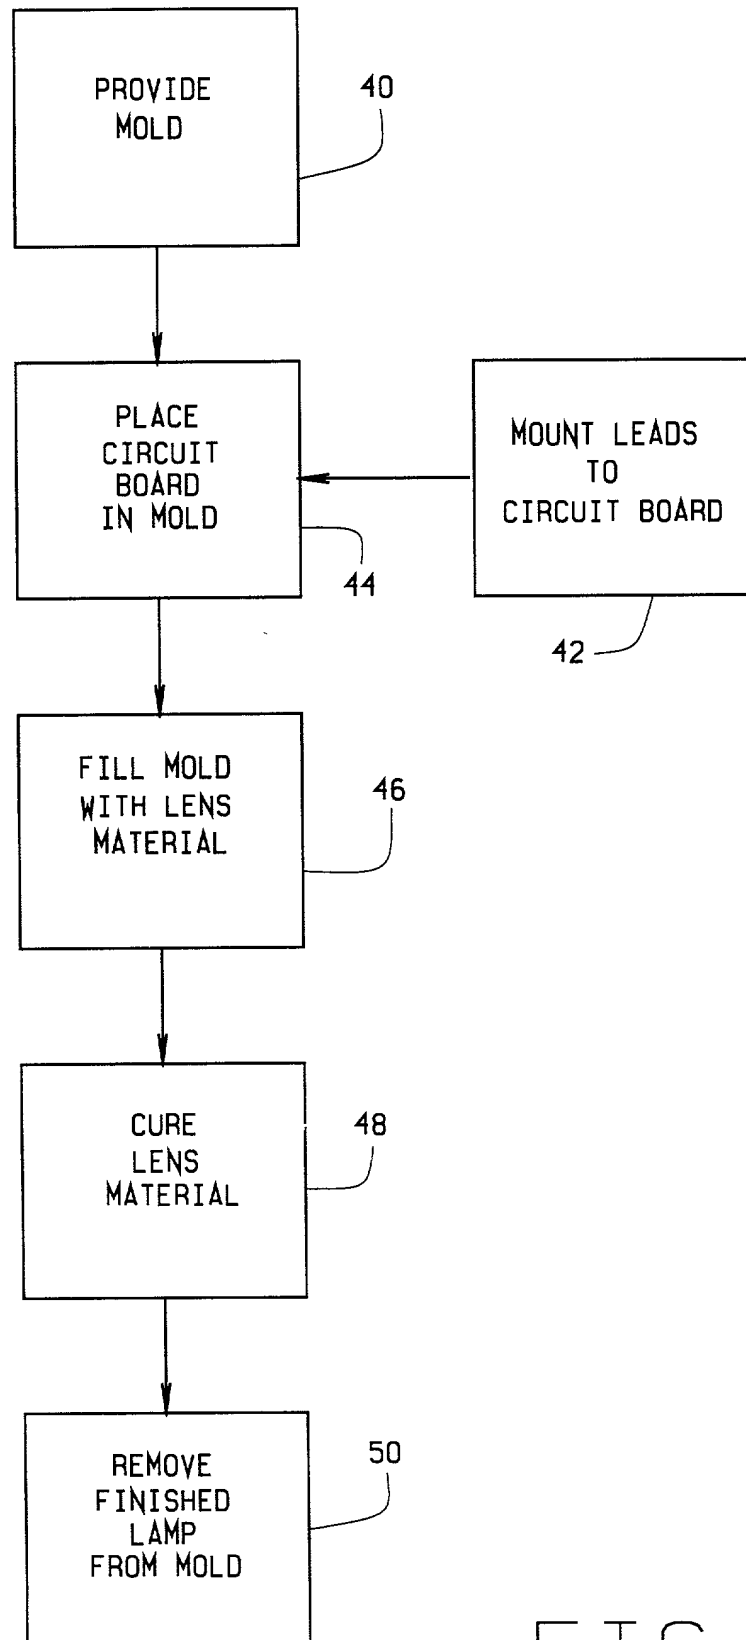 PROVIDE
MOLD
40
PLACE
CIRCUIT
BOARD
IN MOLD
44
MOUNT LEADS
TO
CIRCUIT BOARD
42
FILL MOLD
WITH LENS
MATERIAL
46
CURE
LENS
MATERIAL
48
REMOVE
FINISHED
LAMP
FROM MOLD
50